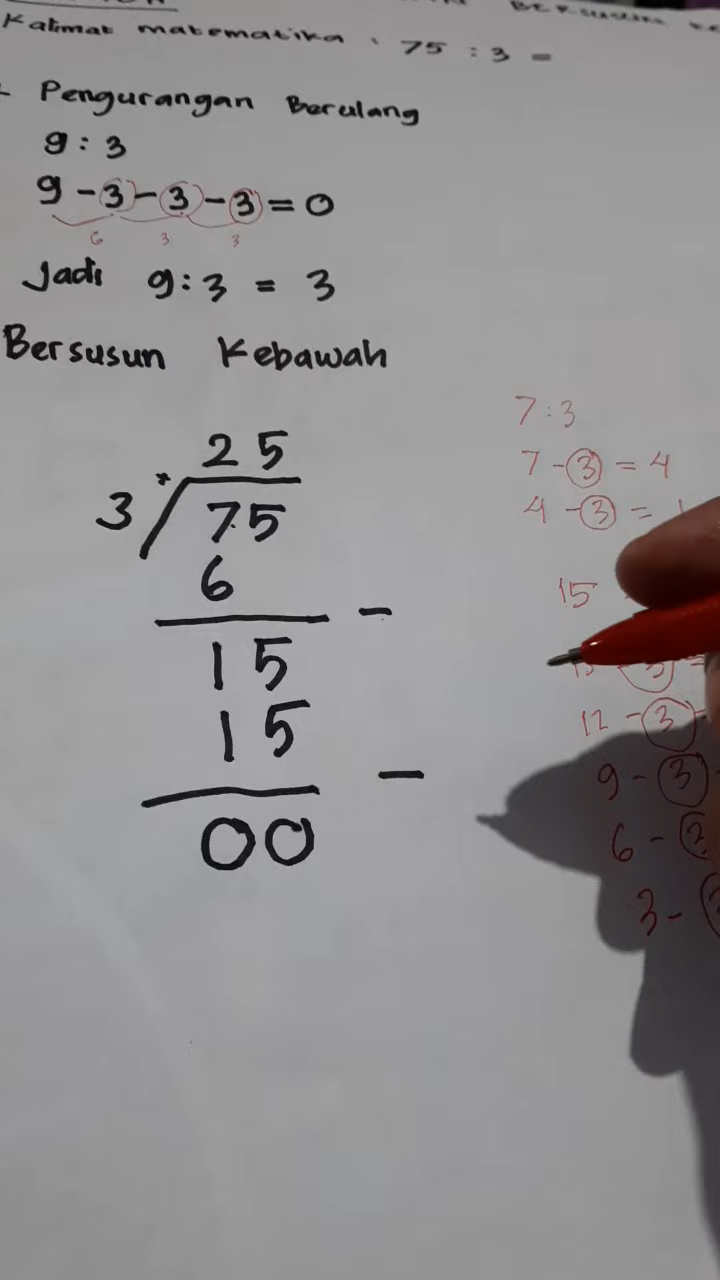 Kalimat matematika : 75 : 3 =
Pengurangan Berulang
9 : 3
9 - 3 - 3 - 3 = 0
6 3 3
Jadi 9 : 3 = 3
Bersusun Kebawah
25
3 75
6
-
15
15
-
00
7 : 3
7 - 3 = 4
4 - 3 =
15
15 - 3 =
12 - 3 -
9 - 3
6 -
3 -